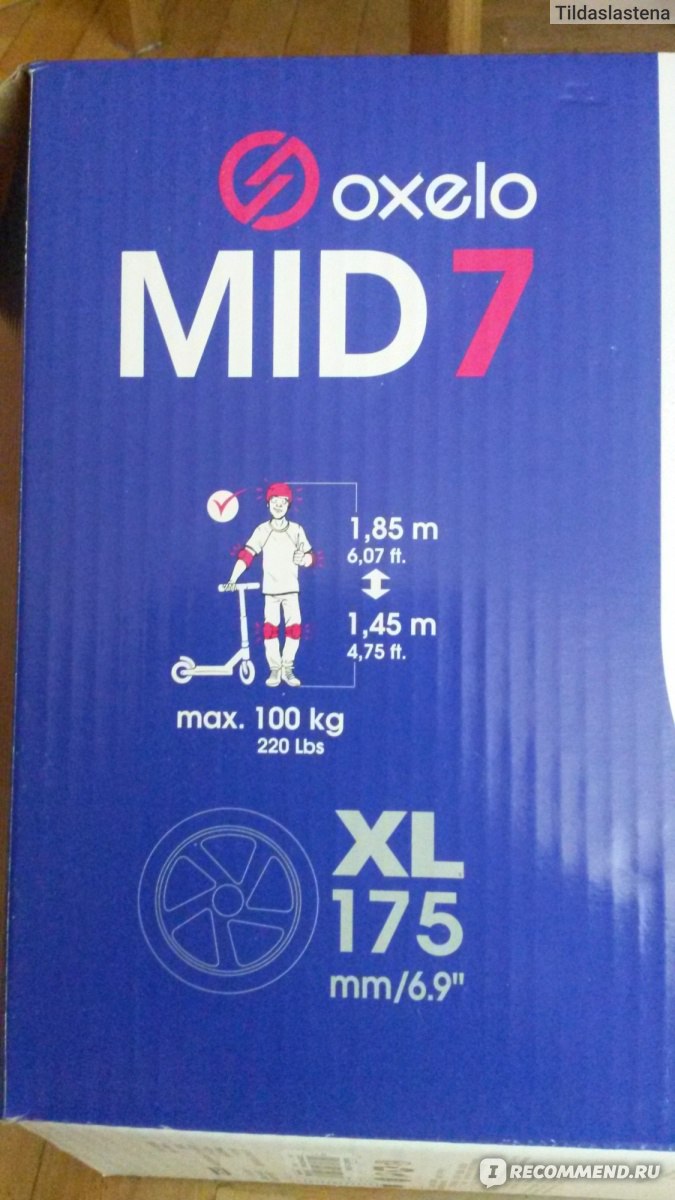 Tildaslastena
oxelo
MID 7
1,85 m
6,07 ft.
1,45 m
4,75 ft.
max. 100 kg
220 Lbs
XL
175
mm/6.9"
IRECOMMEND.RU